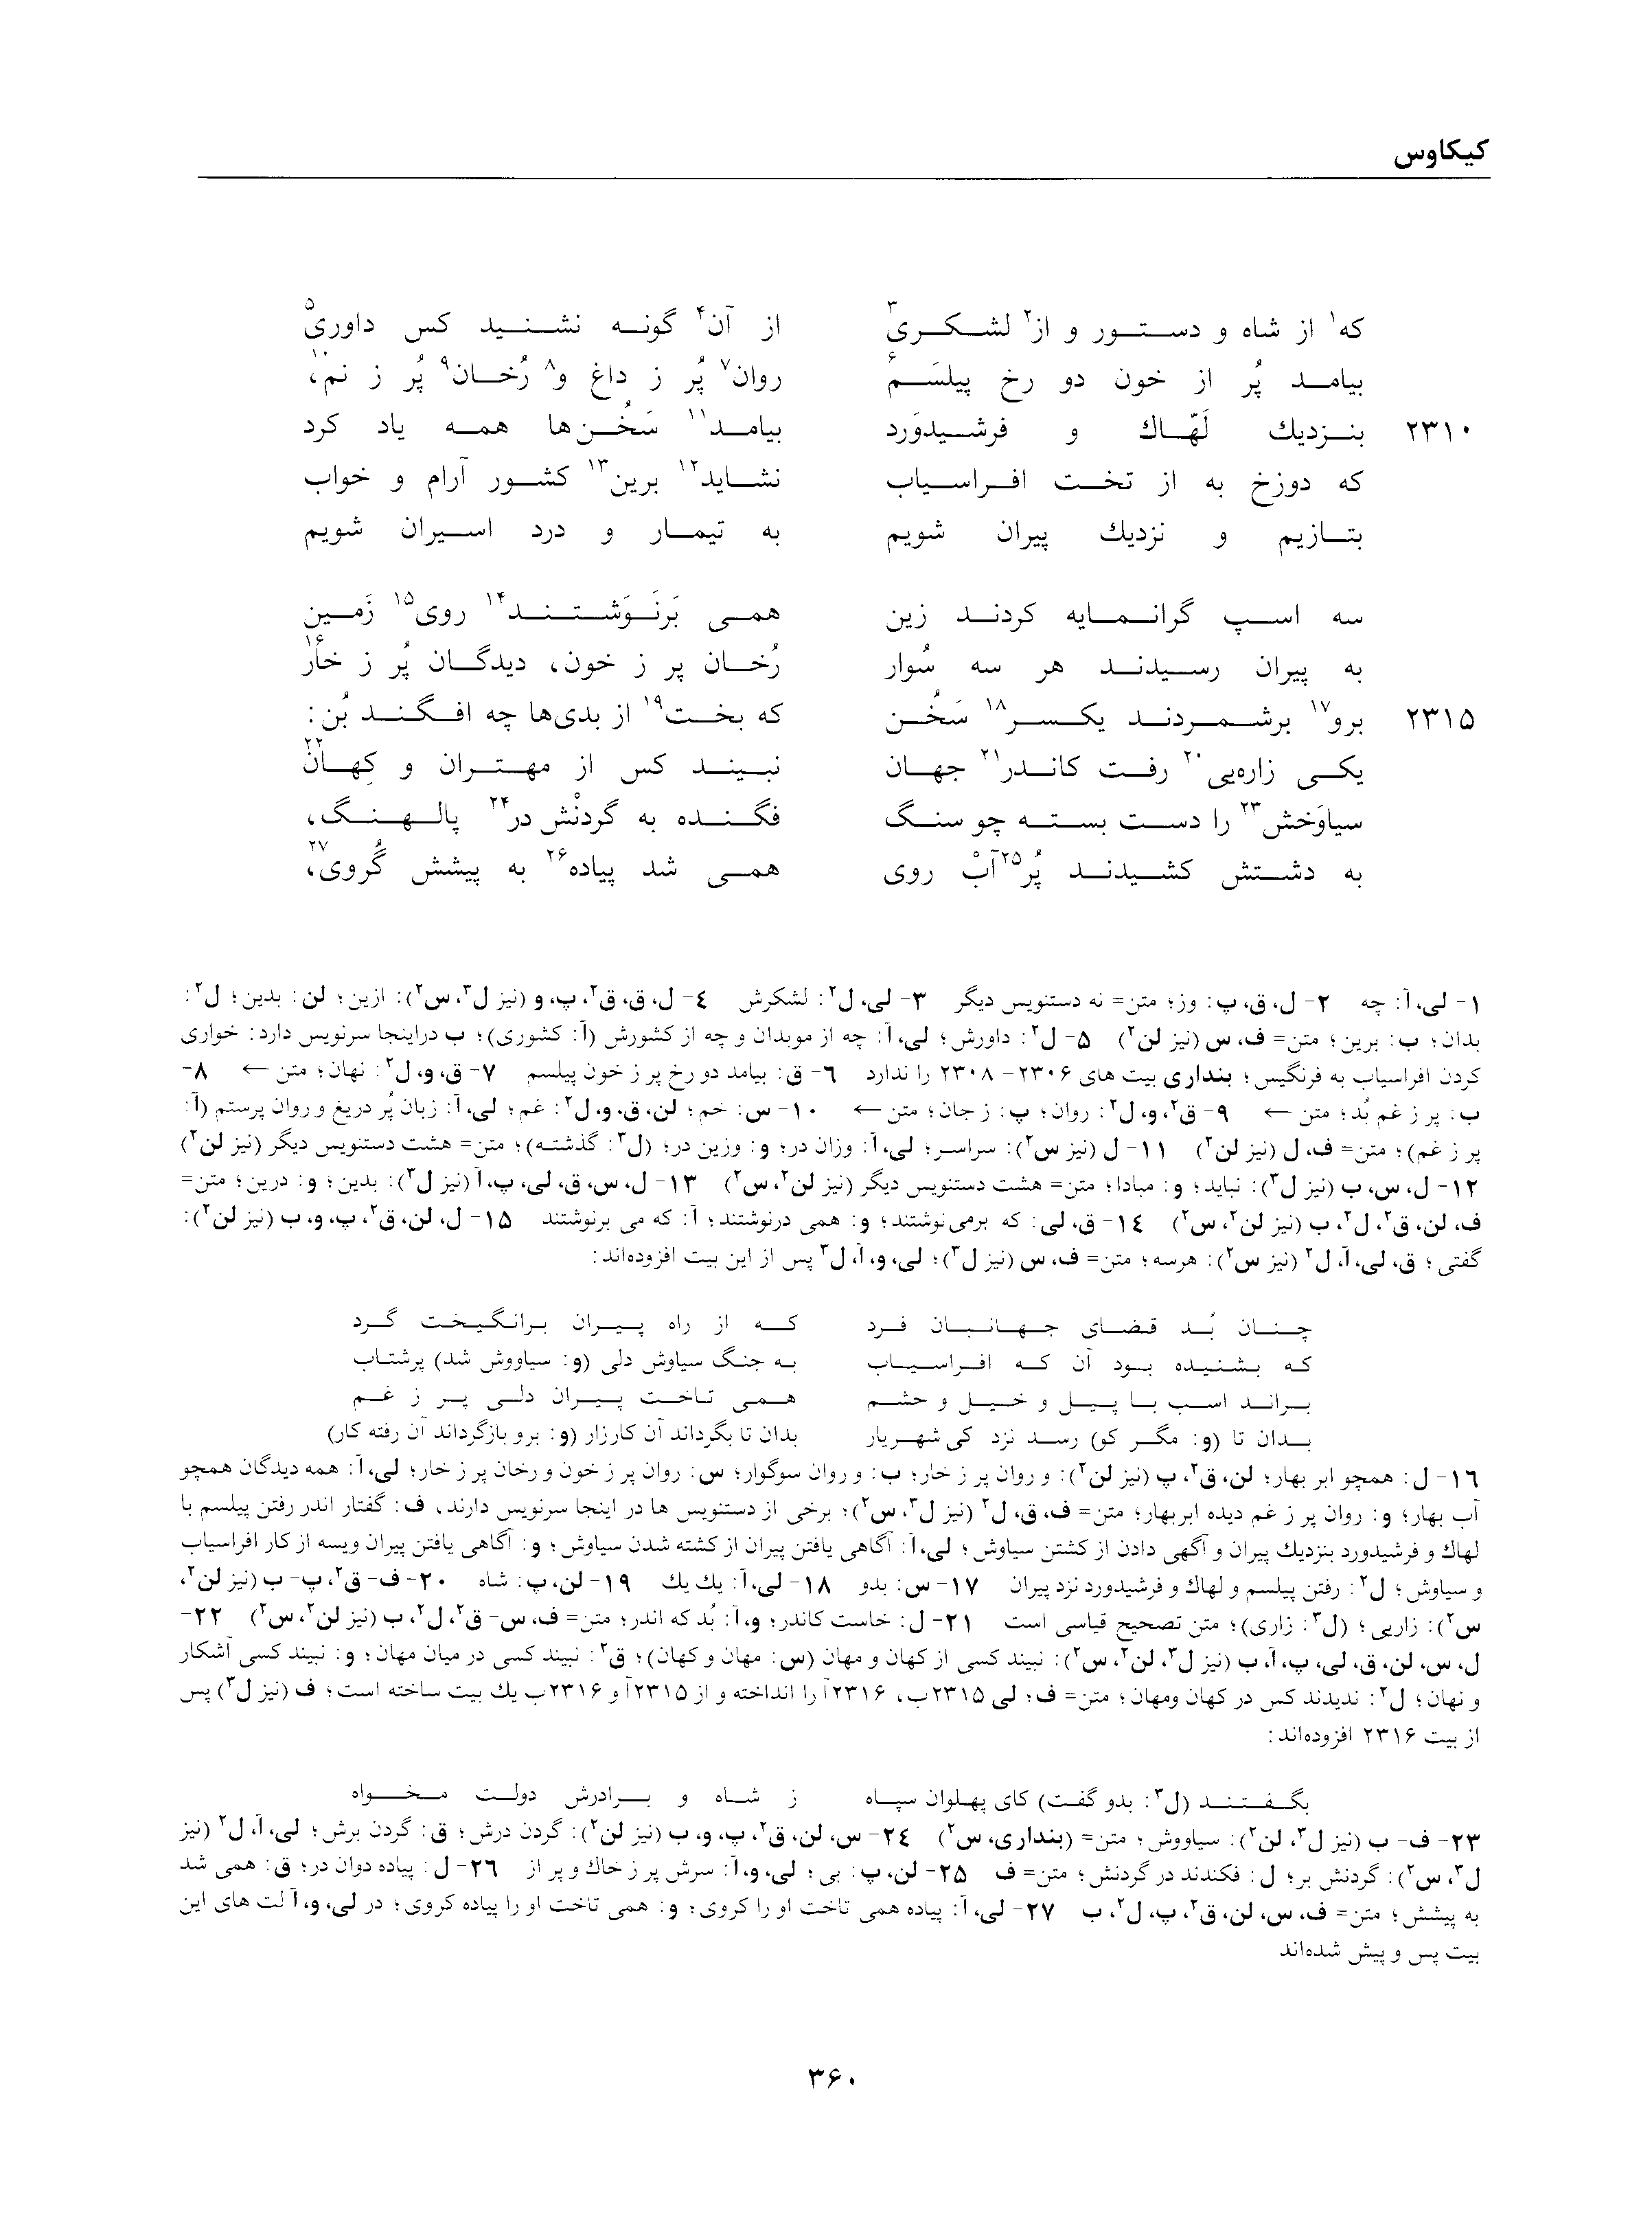 کیکاوس
که¹ از شاه و دستور و از² لشکری³ از آن⁴ گونه نشنید کس داوری⁵
بیامد پُر از خون دو رخ پیلسَم⁶ روان⁷ پُر ز داغ و⁸ رُخان⁹ پُر ز نم¹⁰،
۲۳۱۰ بنزدیك لَهّاك و فرشیدوَرد بیامد¹¹ سَخُن‌ها همه یاد کرد
که دوزخ به از تخت افراسیاب نشاید¹² برین¹³ کشور آرام و خواب
بتازیم و نزدیك پیران شویم به تیمار و درد اسیران شویم
سه اسپ گرانمایه کردند زین همی بَرنَوَشتند¹⁴ روی¹⁵ زَمین
به پیران رسیدند هر سه سُوار رُخان پر ز خون، دیدگان پُر ز خار¹⁶
۲۳۱۵ برو¹⁷ برشمردند یکسر¹⁸ سَخُن که بخت¹⁹ از بدی‌ها چه افگند بُن:
یکی زاره‌یی²⁰ رفت کاندر²¹ جهان نبیند کس از مهتران و کِهان²²
سیاوَخش²³ را دست بسته چو سنگ فگنده به گردنْش در²⁴ پالهنگ،
به دشتش کشیدند پُر²⁵ آبْ روی همی شد پیاده²⁶ به پیشش گُروی²⁷،
۱- لی، آ: چه ۲- ل، ق، پ: وز؛ متن= نه دستنویس دیگر ۳- لی، ل²: لشکرش ٤- ل، ق، ق²، پ، و (نیز ل³، س²): ازین؛ لن: بدین؛ ل²:
بدان؛ ب: برین؛ متن= ف، س (نیز لن²) ۵- ل²: داورش؛ لی، آ: چه از موبدان و چه از کشورش (آ: کشوری)؛ ب دراینجا سرنویس دارد: خواری
کردن افراسیاب به فرنگیس؛ بنداری بیت های ۲۳۰۶- ۲۳۰۸ را ندارد ۶- ق: بیامد دو رخ پر ز خون پیلسم ۷- ق، و، ل²: نهان؛ متن ← ۸-
ب: پر ز غم بُد؛ متن ← ۹- ق²، و، ل²: روان؛ پ: ز جان؛ متن ← ۱۰- س: خم؛ لن، ق، و، ل²: غم؛ لی، آ: زبان پُر دریغ و روان پرستم (آ:
پر ز غم)؛ متن= ف، ل (نیز لن²) ۱۱- ل (نیز س²): سراسر؛ لی، آ: وزان در؛ و: وزین در؛ (ل³: گذشته)؛ متن= هشت دستنویس دیگر (نیز لن²)
۱۲- ل، س، ب (نیز ل³): نباید؛ و: مبادا؛ متن= هشت دستنویس دیگر (نیز لن²، س²) ۱۳- ل، س، ق، لی، پ، آ (نیز ل³): بدین؛ و: درین؛ متن=
ف، لن، ق²، ل²، ب (نیز لن²، س²) ۱٤- ق، لی: که برمی‌نوشتند؛ و: همی درنوشتند؛ آ: که می برنوشتند ۱۵- ل، لن، ق²، پ، و، ب (نیز لن²):
گفتی؛ ق، لی، آ، ل² (نیز س²): هرسه؛ متن= ف، س (نیز ل³)؛ لی، و، آ، ل³ پس از این بیت افزوده‌اند:
چنان بُد قضای جهانبان فرد که از راه پیران برانگیخت گرد
که بشنیده بود آن که افراسیاب به جنگ سیاوش دلی (و: سیاووش شد) پرشتاب
براند اسب با پیل و خیل و حشم همی تاخت پیران دلی پر ز غم
بدان تا (و: مگر کو) رسد نزد کی شهریار بدان تا بگرداند آن کارزار (و: برو بازگرداند آن رفته کار)
۱۶- ل: همچو ابر بهار؛ لن، ق²، پ (نیز لن²): و روان پر ز خار؛ ب: و روان سوگوار؛ س: روان پر ز خون و رخان پر ز خار؛ لی، آ: همه دیدگان همچو
آب بهار؛ و: روان پر ز غم دیده ابربهار؛ متن= ف، ق، ل² (نیز ل³، س²)؛ برخی از دستنویس ها در اینجا سرنویس دارند، ف: گفتار اندر رفتن پیلسم با
لهاك و فرشیدورد بنزدیك پیران و آگهی دادن از کشتن سیاوش؛ لی، آ: آگاهی یافتن پیران از کشته شدن سیاوش؛ و: آگاهی یافتن پیران ویسه از کار افراسیاب
و سیاوش؛ ل²: رفتن پیلسم و لهاك و فرشیدورد نزد پیران ۱۷- س: بدو ۱۸- لی، آ: یك یك ۱۹- لن، پ: شاه ۲۰- ف- ق²، پ- ب (نیز لن²،
س²): زاریی؛ (ل³: زاری)؛ متن تصحیح قیاسی است ۲۱- ل: خاست کاندر؛ و، آ: بُد که اندر؛ متن= ف، س- ق²، ل²، ب (نیز لن²، س²) ۲۲-
ل، س، لن، ق، لی، پ، آ، ب (نیز ل³، لن²، س²): نبیند کسی از کهان و مهان (س: مهان و کهان)؛ ق²: نبیند کسی در میان مهان؛ و: نبیند کسی آشکار
و نهان؛ ل²: ندیدند کس در کهان ومهان؛ متن= ف؛ لی ۲۳۱۵ب، ۲۳۱۶آ را انداخته و از ۲۳۱۵آ و ۲۳۱۶ب یك بیت ساخته است؛ ف (نیز ل³) پس
از بیت ۲۳۱۶ افزوده‌اند:
بگفتند (ل³: بدو گفت) کای پهلوان سپاه ز شاه و برادرش دولت مخواه
۲۳- ف- ب (نیز ل³، لن²): سیاووش؛ متن= (بنداری، س²) ۲٤- س، لن، ق²، پ، و، ب (نیز لن²): گردن درش؛ ق: گردن برش؛ لی، آ، ل² (نیز
ل³، س²): گردنش بر؛ ل: فکندند در گردنش؛ متن= ف ۲۵- لن، پ: بی؛ لی، و، آ: سرش پر ز خاك و پر از ۲۶- ل: پیاده دوان در؛ ق: همی شد
به پیشش؛ متن= ف، س، لن، ق²، پ، ل²، ب ۲۷- لی، آ: پیاده همی تاخت او را کروی؛ و: همی تاخت او را پیاده کروی؛ در لی، و، آ لت های این
بیت پس و پیش شده‌اند
۳۶۰